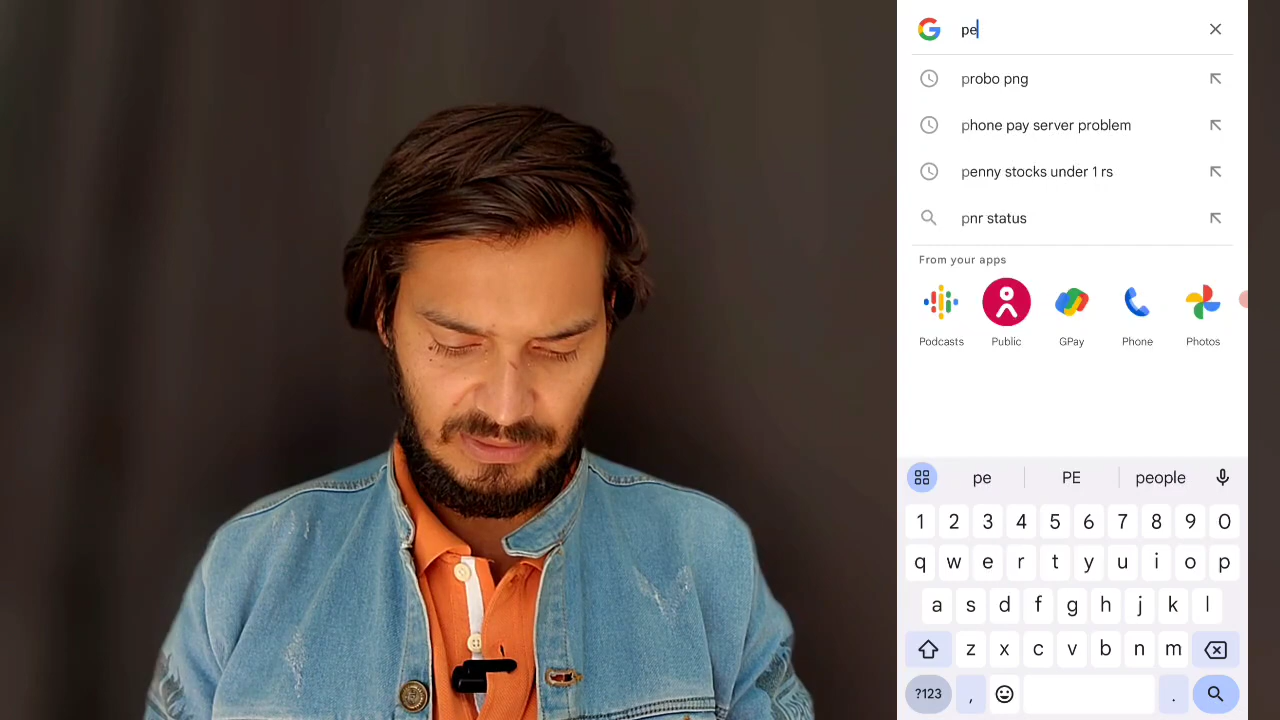 pe
probo png
phone pay server problem
penny stocks under 1 rs
pnr status
From your apps
Podcasts Public GPay Phone Photos
pe PE people
1 2 3 4 5 6 7 8 9 0
q w e r t y u i o p
a s d f g h j k l
z x c v b n m
?123 , .